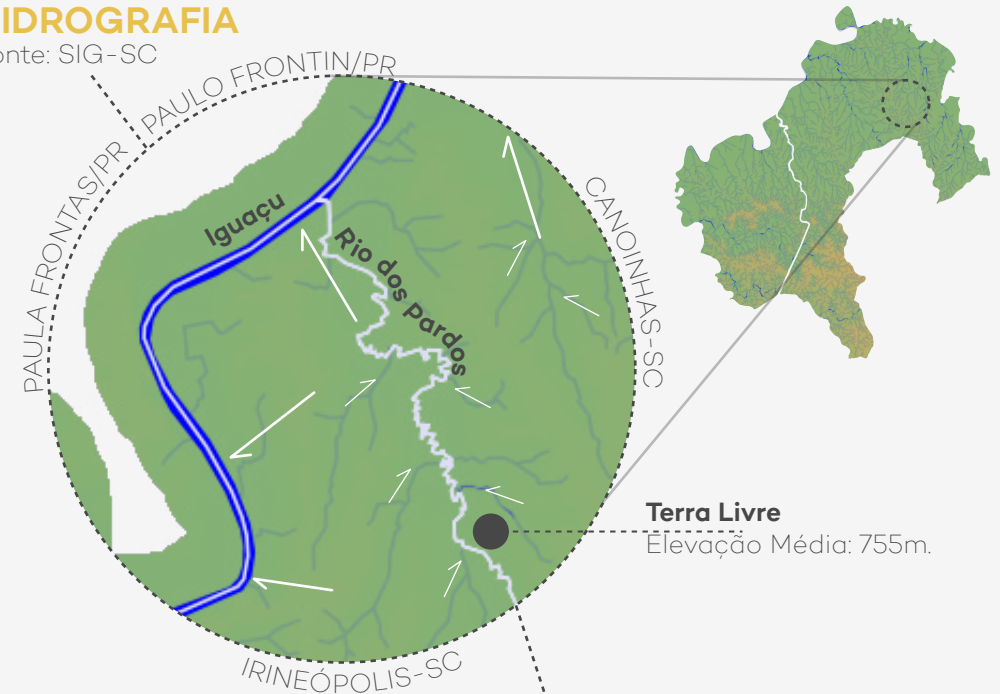 IDROGRAFIA
onte: SIG-SC
PAULO FRONTIN/PR
PAULA FRONTAS/PR
CANOINHAS-SC
Iguaçu
Rio dos Pardos
Terra Livre
Elevação Média: 755m.
IRINEÓPOLIS-SC